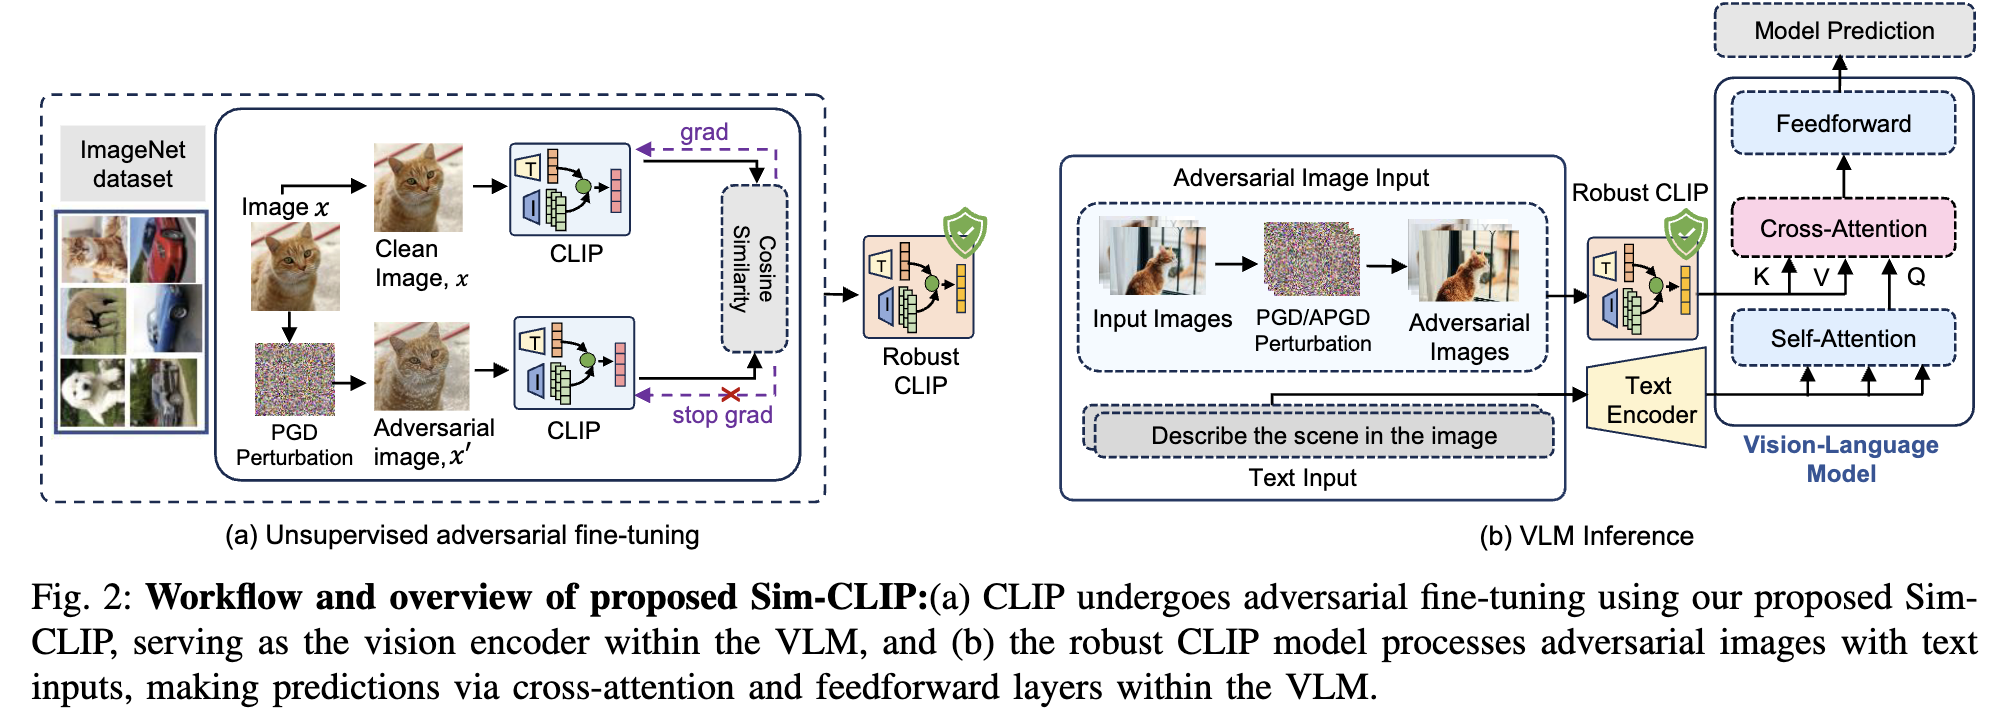 ImageNet
dataset
Image x
Clean
Image, x
T
I
CLIP
grad
Cosine
Similarity
PGD
Perturbation
Adversarial
image, x′
T
I
CLIP
stop grad
T
I
Robust
CLIP
(a) Unsupervised adversarial fine-tuning
Adversarial Image Input
Input Images
PGD/APGD
Perturbation
Adversarial
Images
Describe the scene in the image
Text Input
Robust CLIP
T
I
Text
Encoder
Model Prediction
Feedforward
Cross-Attention
K V Q
Self-Attention
Vision-Language
Model
(b) VLM Inference
Fig. 2: Workflow and overview of proposed Sim-CLIP:(a) CLIP undergoes adversarial fine-tuning using our proposed Sim-
CLIP, serving as the vision encoder within the VLM, and (b) the robust CLIP model processes adversarial images with text
inputs, making predictions via cross-attention and feedforward layers within the VLM.